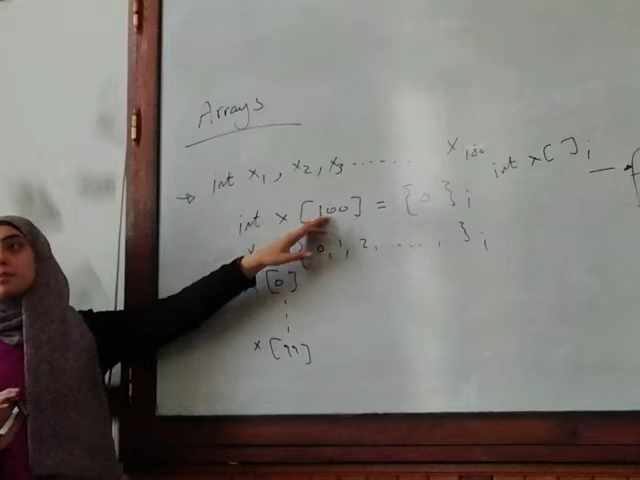 Arrays
→ int x1, x2, x3 ...... x100
int x[];
int x [100] = {0};
{0, 1, 2, ...., };
[0]
x [99]